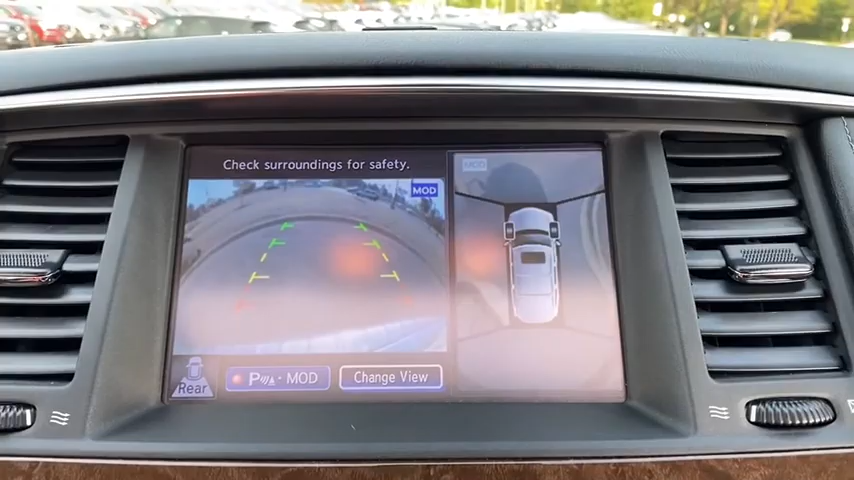 Check surroundings for safety.
MOD
MOD
Rear
P · MOD
Change View